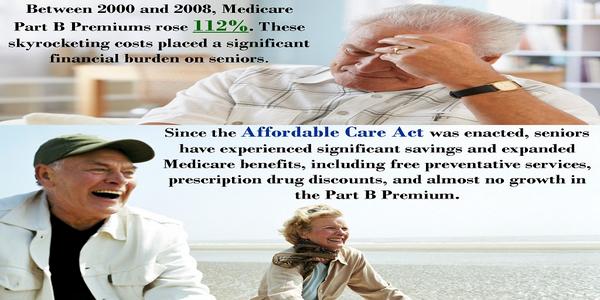 Between 2000 and 2008, Medicare
Part B Premiums rose 112%. These
skyrocketing costs placed a significant
financial burden on seniors.
Since the Affordable Care Act was enacted, seniors
have experienced significant savings and expanded
Medicare benefits, including free preventative services,
prescription drug discounts, and almost no growth in
the Part B Premium.